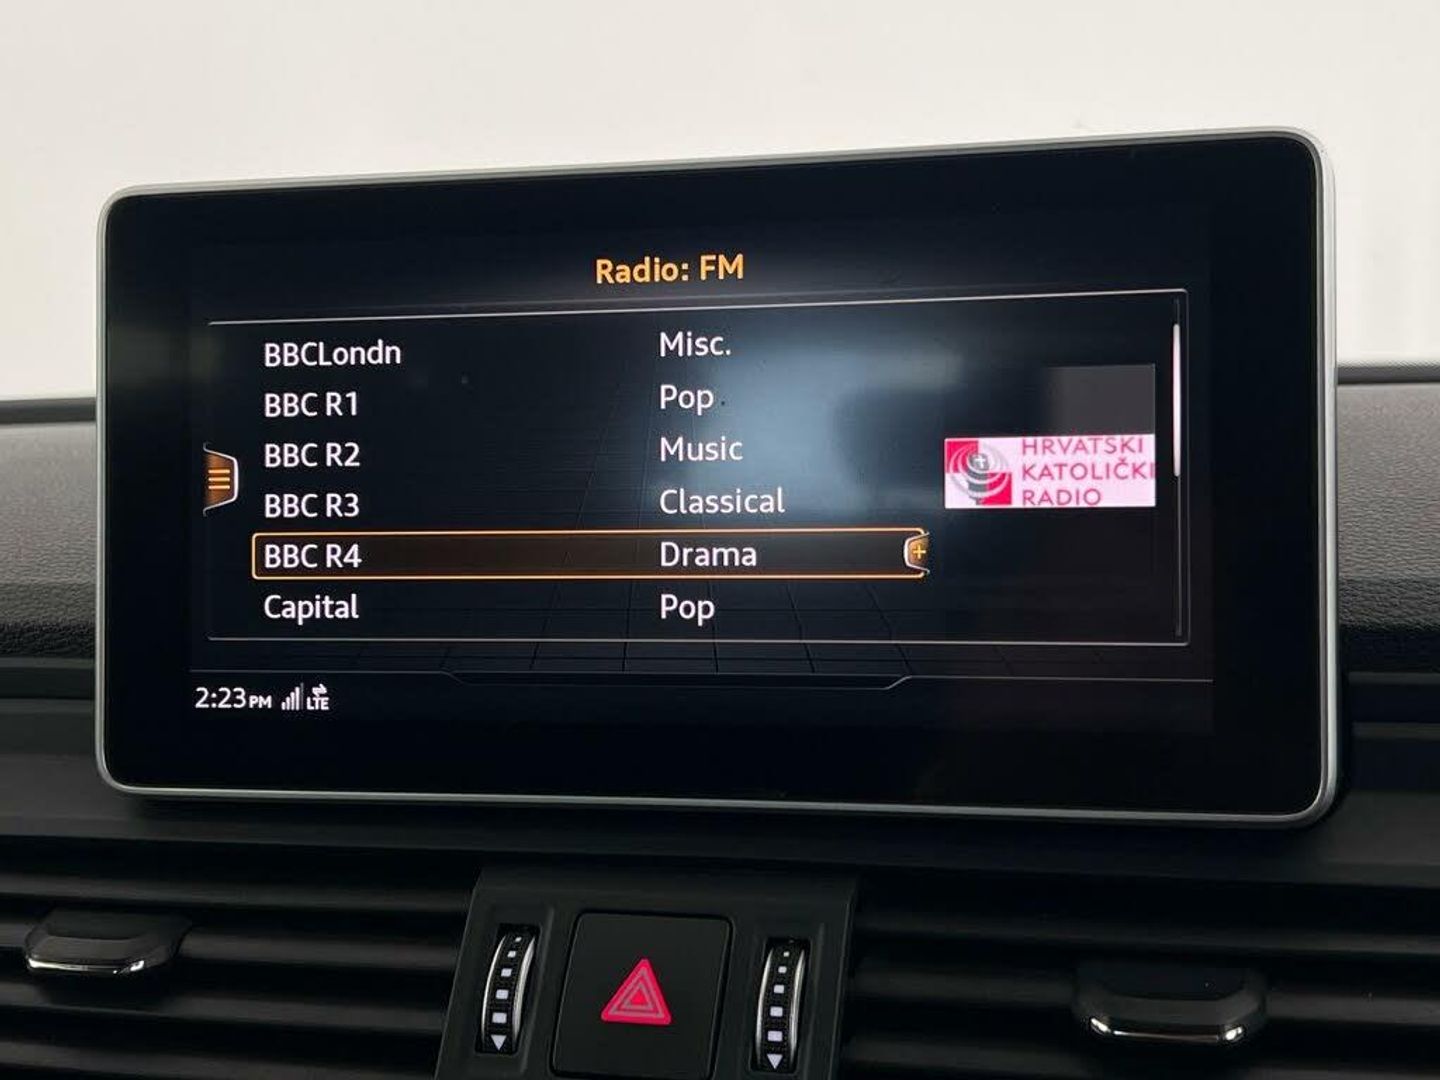 Radio: FM
BBCLondn Misc.
BBC R1 Pop
BBC R2 Music
BBC R3 Classical
BBC R4 Drama +
Capital Pop
HRVATSKI
KATOLIČKI
RADIO
2:23PM LTE